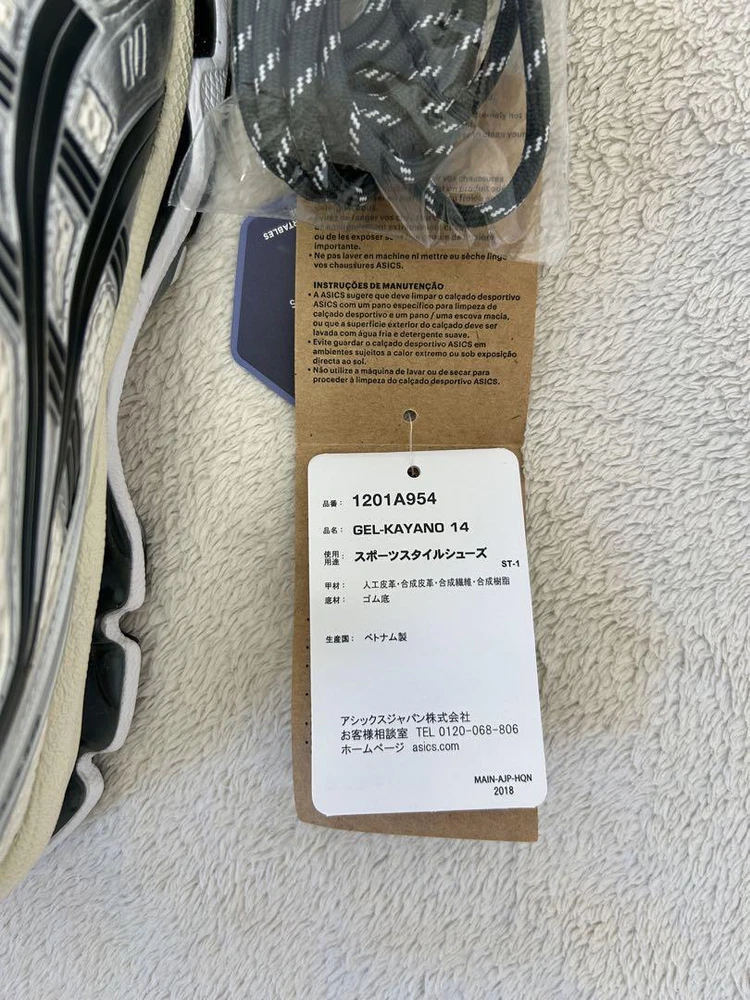 TABLES
vos chaussures
ou de les exposer
importante.
• Ne pas laver en machine ni mettre au sèche linge
vos chaussures ASICS.
INSTRUÇÕES DE MANUTENÇÃO
• A ASICS sugere que deve limpar o calçado desportivo
ASICS com um pano específico para limpeza de
calçado desportivo e um pano / uma escova macia,
ou que a superfície exterior do calçado deve ser
lavada com água fria e detergente suave.
• Evite guardar o calçado desportivo ASICS em
ambientes sujeitos a calor extremo ou sob exposição
directa ao sol.
• Não utilize a máquina de lavar ou de secar para
proceder à limpeza do calçado desportivo ASICS.
品番： 1201A954
品名： GEL-KAYANO 14
使用用途： スポーツスタイルシューズ
ST-1
甲材： 人工皮革・合成皮革・合成繊維・合成樹脂
底材： ゴム底
生産国： ベトナム製
アシックスジャパン株式会社
お客様相談室 TEL 0120-068-806
ホームページ asics.com
MAIN-AJP-HQN
2018